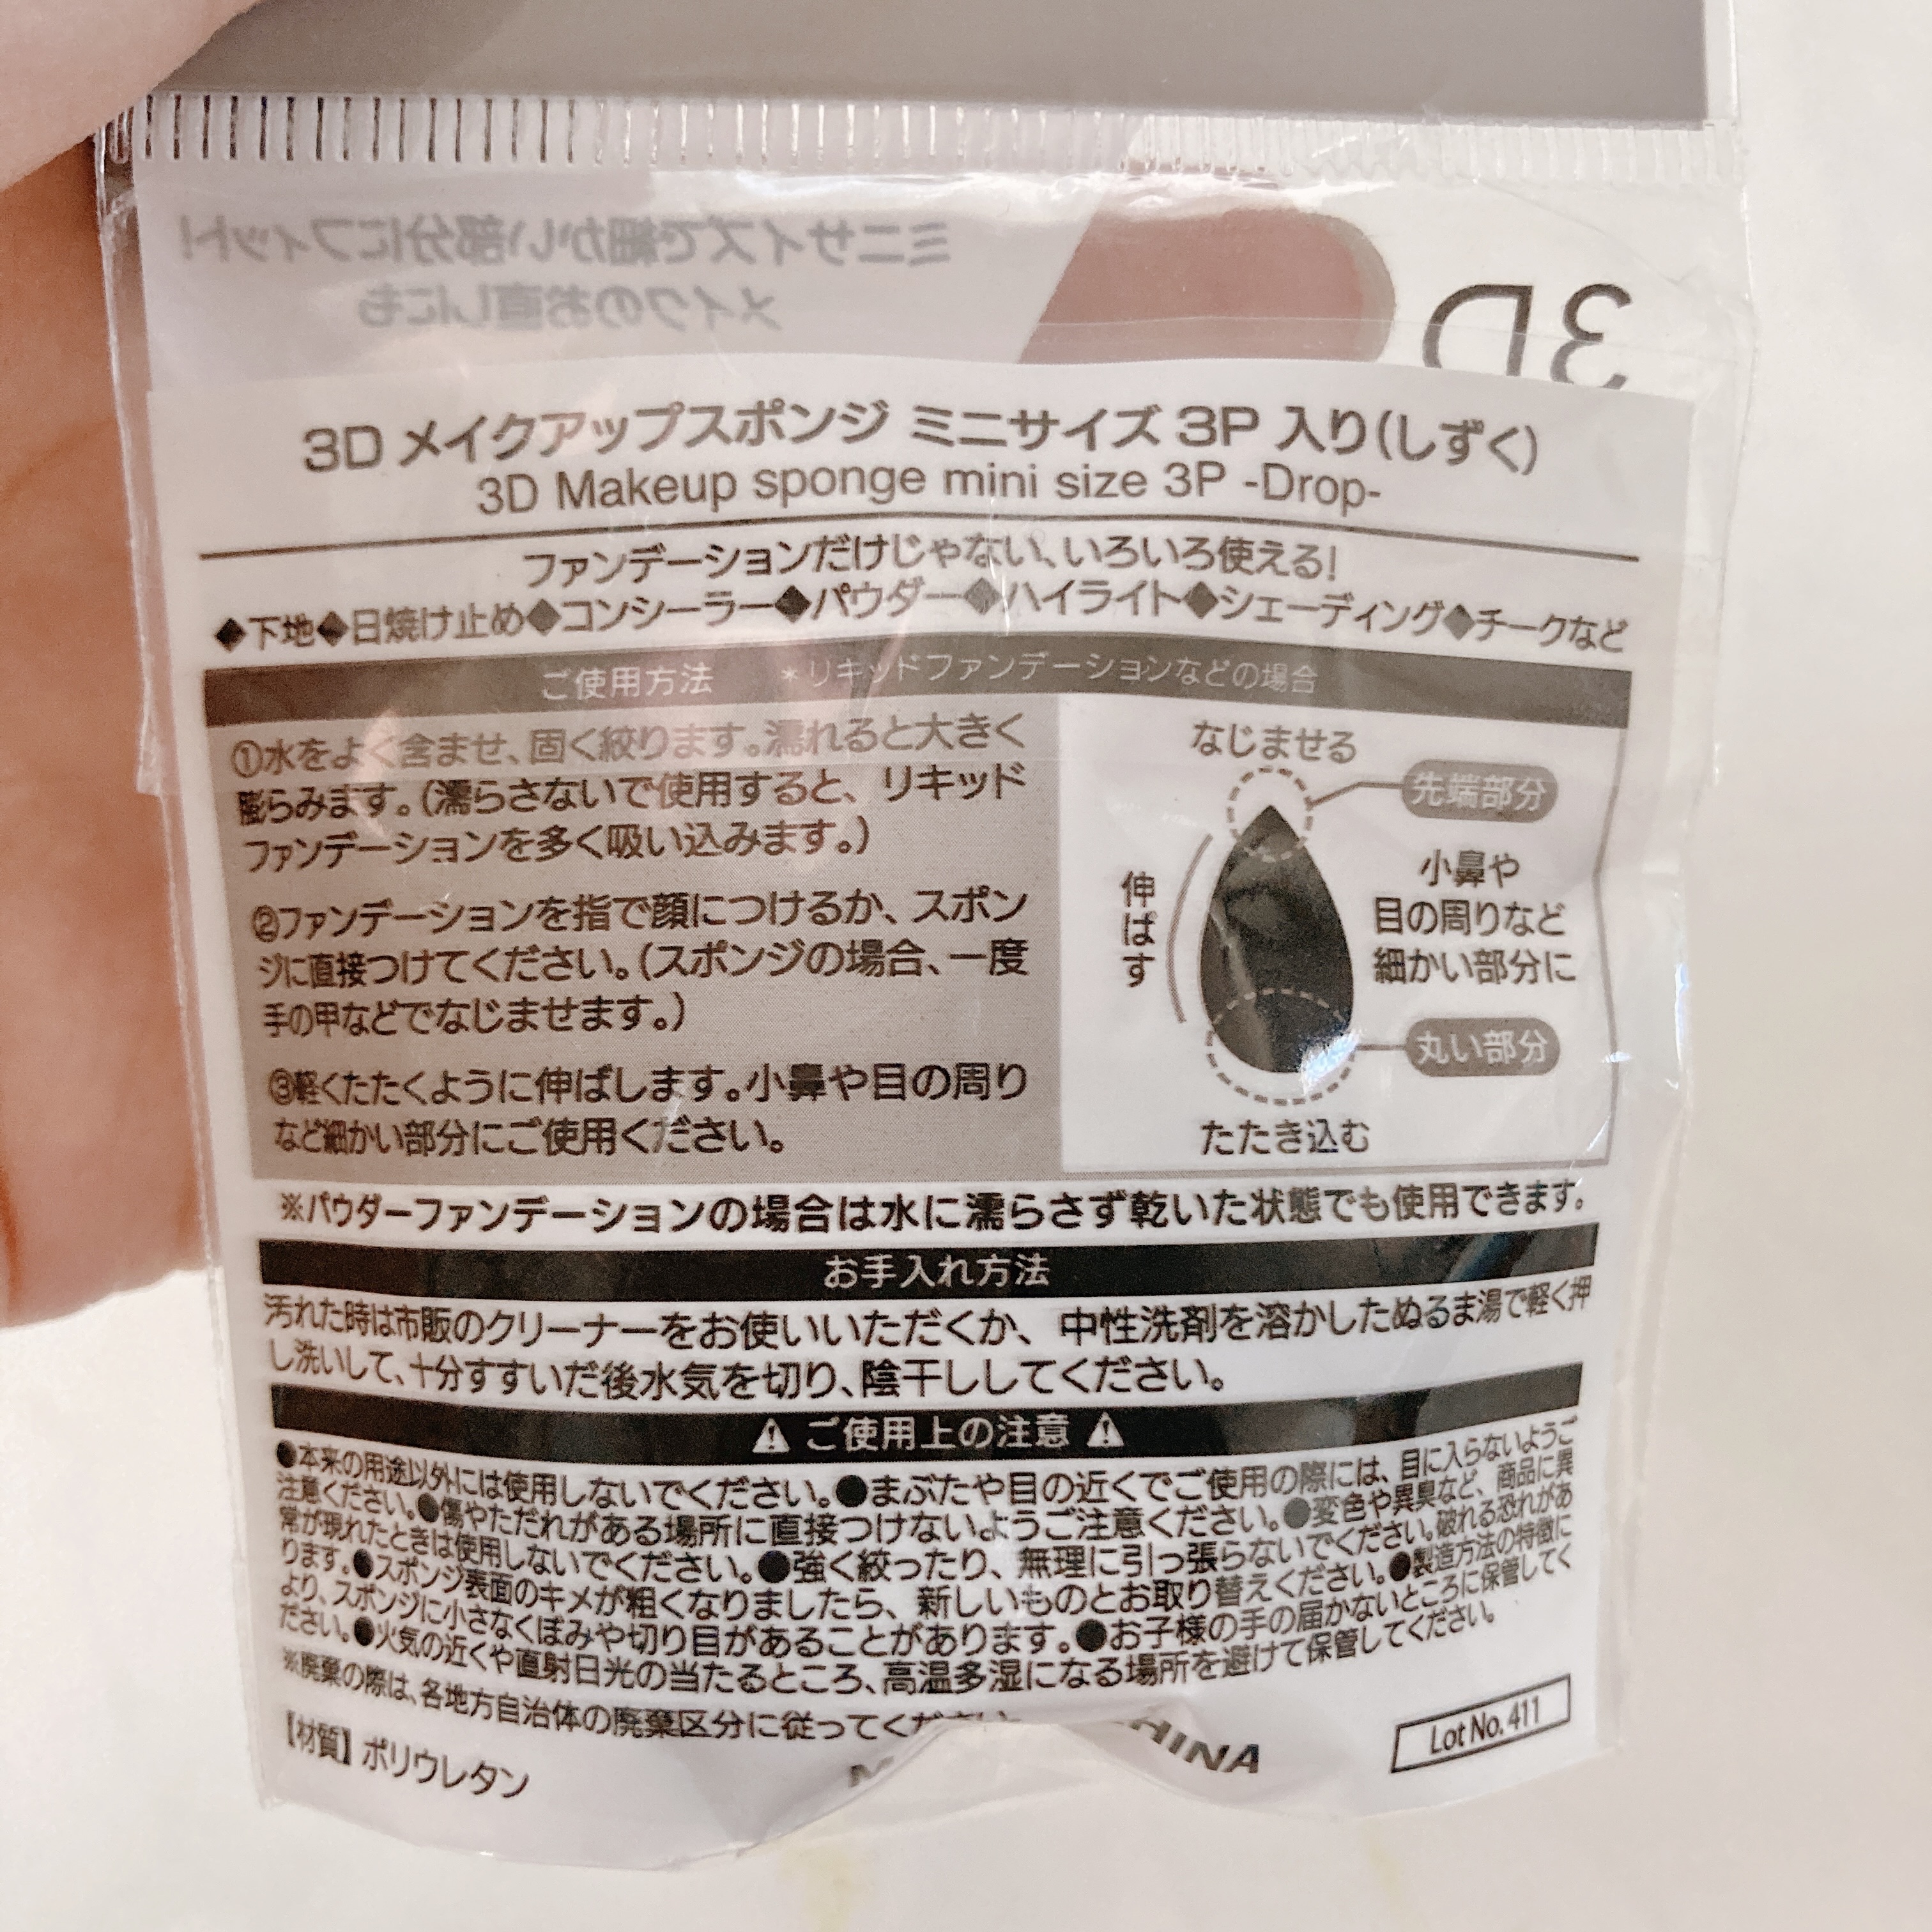 ミニサイズで細かい部分にフィット!
メイクのお直しにも
3D
3D メイクアップスポンジ ミニサイズ 3P 入り(しずく)
3D Makeup sponge mini size 3P -Drop-
ファンデーションだけじゃない、いろいろ使える!
◆下地◆日焼け止め◆コンシーラー◆パウダー◆ハイライト◆シェーディング◆チークなど
ご使用方法 *リキッドファンデーションなどの場合
①水をよく含ませ、固く絞ります。濡れると大きく
膨らみます。(濡らさないで使用すると、リキッド
ファンデーションを多く吸い込みます。)
②ファンデーションを指で顔につけるか、スポン
ジに直接つけてください。(スポンジの場合、一度
手の甲などでなじませます。)
③軽くたたくように伸ばします。小鼻や目の周り
など細かい部分にご使用ください。
なじませる
先端部分
伸ばす
小鼻や
目の周りなど
細かい部分に
丸い部分
たたき込む
※パウダーファンデーションの場合は水に濡らさず乾いた状態でも使用できます。
お手入れ方法
汚れた時は市販のクリーナーをお使いいただくか、中性洗剤を溶かしたぬるま湯で軽く押
し洗いして、十分すすいだ後水気を切り、陰干ししてください。
⚠ ご使用上の注意 ⚠
●本来の用途以外には使用しないでください。●まぶたや目の近くでご使用の際には、目に入らないようご
注意ください。●傷やただれがある場所に直接つけないようご注意ください。●変色や異臭など、商品に異
常が現れたときは使用しないでください。●強く絞ったり、無理に引っ張らないでください。破れる恐れがあ
ります。●スポンジ表面のキメが粗くなりましたら、新しいものとお取り替えください。●製造方法の特徴に
より、スポンジに小さなくぼみや切り目があることがあります。●お子様の手の届かないところに保管してく
ださい。●火気の近くや直射日光の当たるところ、高温多湿になる場所を避けて保管してください。
※廃棄の際は、各地方自治体の廃棄区分に従ってください
【材質】ポリウレタン
CHINA
Lot No. 411